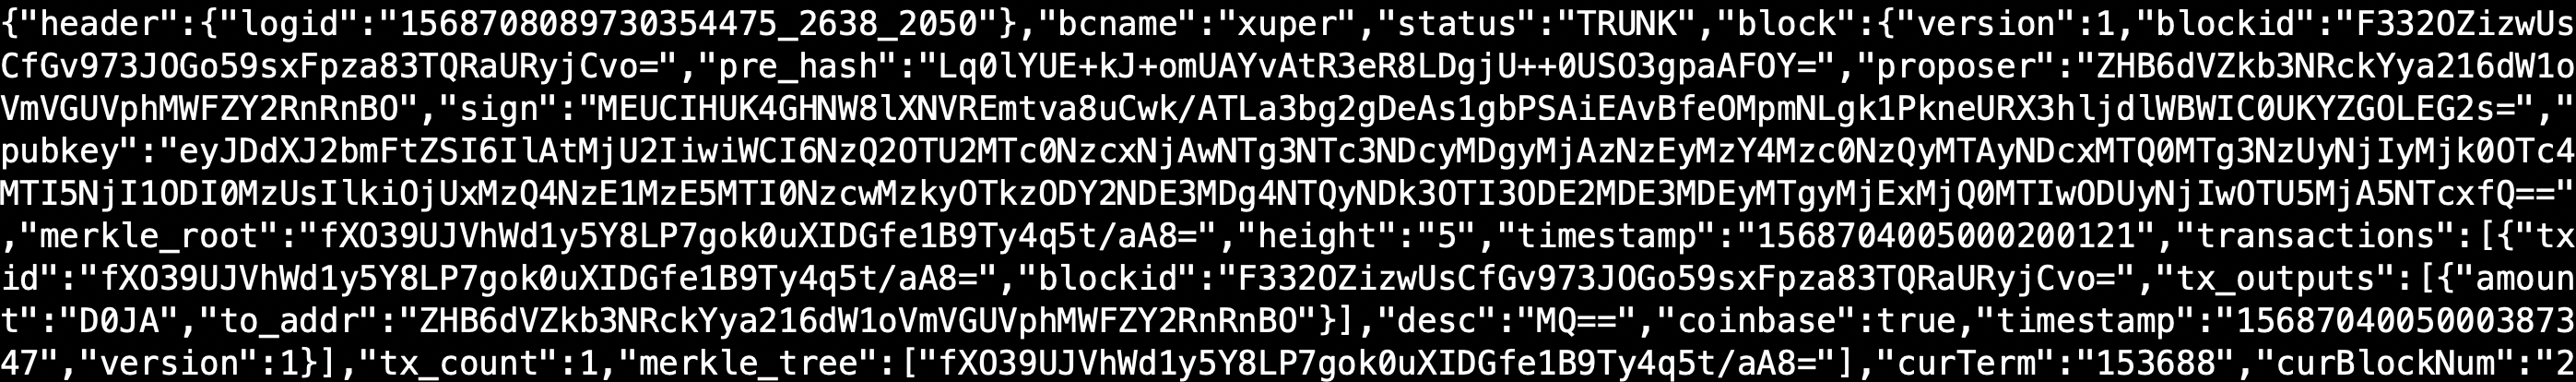 {"header":{"logid":"1568708089730354475_2638_2050"},"bcname":"xuper","status":"TRUNK","block":{"version":1,"blockid":"F332OZizwUs
CfGv973JOGo59sxFpza83TQRaURyjCvo=","pre_hash":"Lq0lYUE+kJ+omUAYvAtR3eR8LDgjU++0USO3gpaAFOY=","proposer":"ZHB6dVZkb3NRckYya216dW1o
VmVGUVphMWFZY2RnRnBO","sign":"MEUCIHUK4GHNW8lXNVREmtva8uCwk/ATLa3bg2gDeAs1gbPSAiEAvBfeOMpmNLgk1PkneURX3hljdlWBWIC0UKYZGOLEG2s=","
pubkey":"eyJDdXJ2bmFtZSI6IlAtMjU2IiwiWCI6NzQ2OTU2MTc0NzcxNjAwNTg3NTc3NDcyMDgyMjAzNzEyMzY4Mzc0NzQyMTAyNDcxMTQ0MTg3NzUyNjIyMjk0OTc4
MTI5NjI1ODI0MzUsIlkiOjUxMzQ4NzE1MzE5MTI0NzcwMzkyOTkzODY2NDE3MDg4NTQyNDk3OTI3ODE2MDE3MDEyMTgyMjExMjQ0MTIwODUyNjIwOTU5MjA5NTcxfQ=="
,"merkle_root":"fXO39UJVhWd1y5Y8LP7gok0uXIDGfe1B9Ty4q5t/aA8=","height":"5","timestamp":"1568704005000200121","transactions":[{"tx
id":"fXO39UJVhWd1y5Y8LP7gok0uXIDGfe1B9Ty4q5t/aA8=","blockid":"F332OZizwUsCfGv973JOGo59sxFpza83TQRaURyjCvo=","tx_outputs":[{"amoun
t":"D0JA","to_addr":"ZHB6dVZkb3NRckYya216dW1oVmVGUVphMWFZY2RnRnBO"}],"desc":"MQ==","coinbase":true,"timestamp":"15687040050003873
47","version":1}],"tx_count":1,"merkle_tree":["fXO39UJVhWd1y5Y8LP7gok0uXIDGfe1B9Ty4q5t/aA8="],"curTerm":"153688","curBlockNum":"2